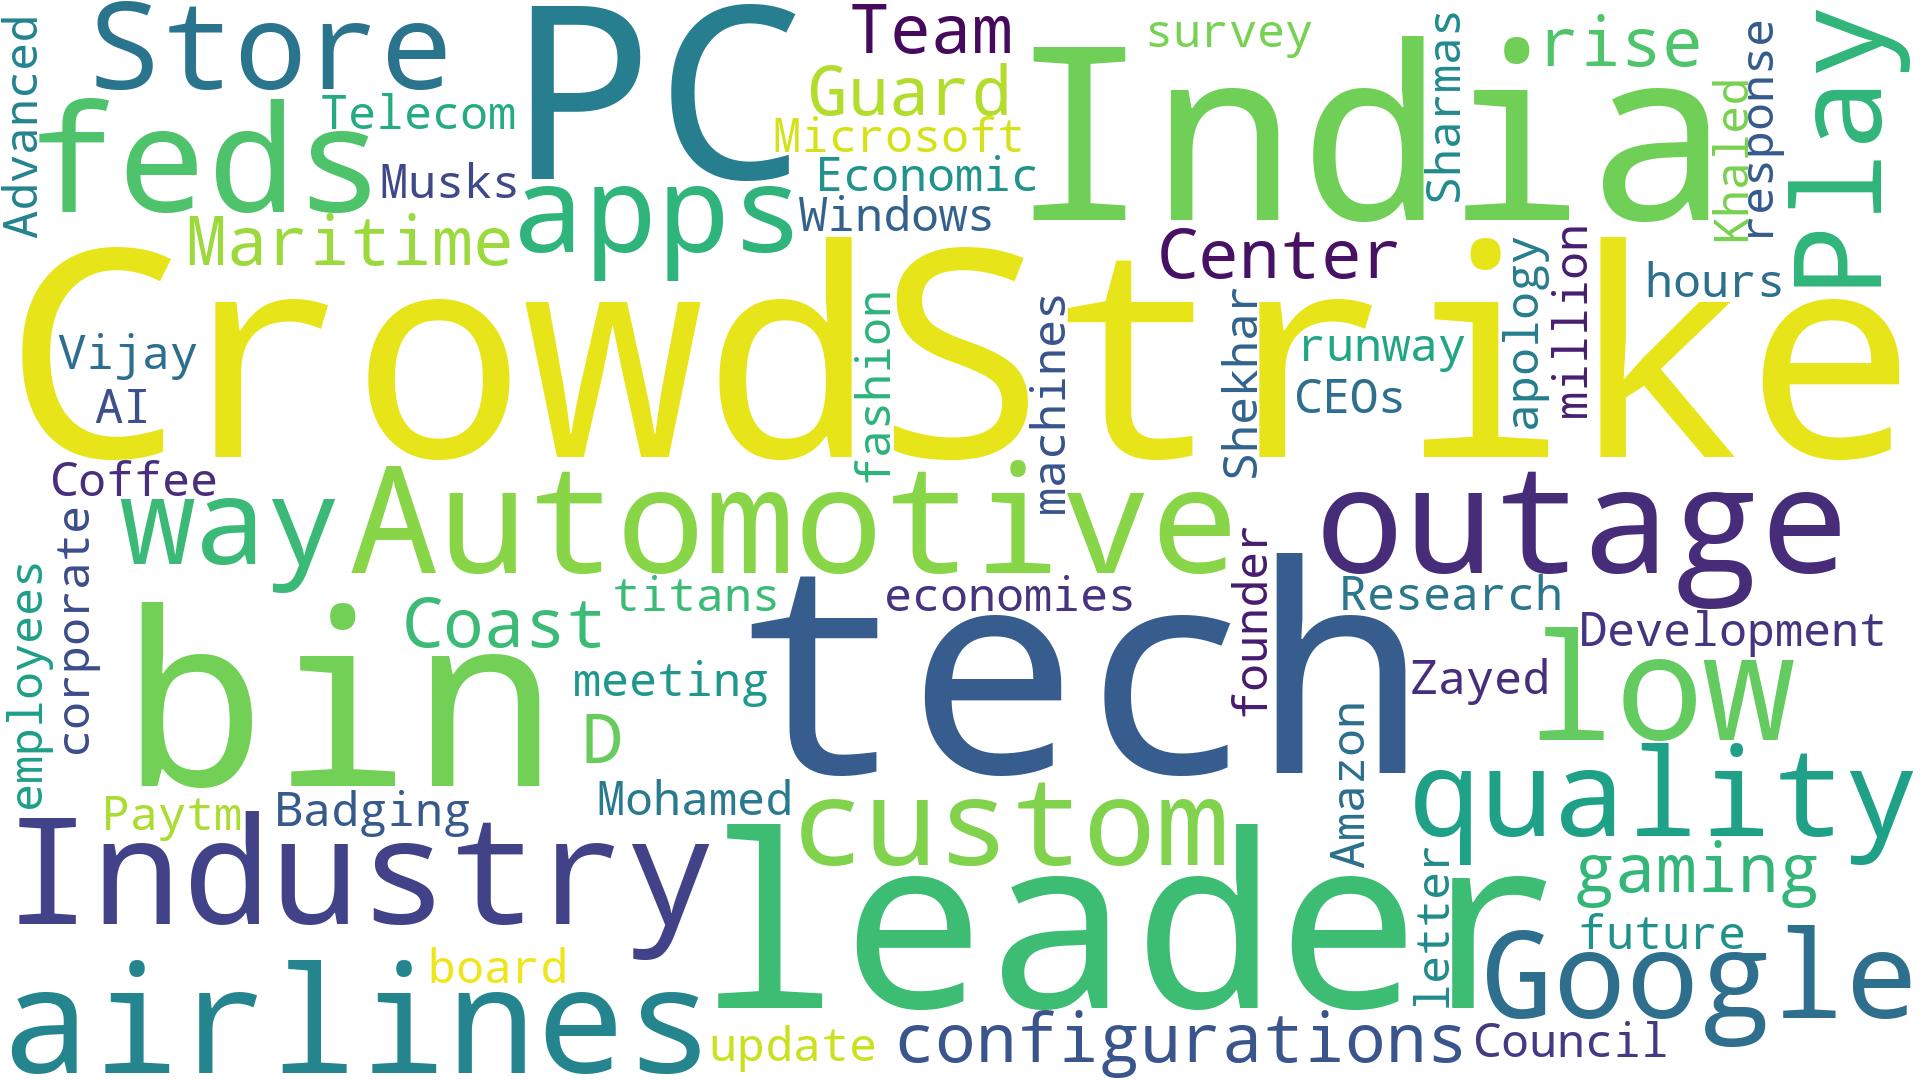 Advanced
Store
PC
Team
survey
rise
Play
India
Sharmas
Khaled
response
feds
Telecom
Guard
Microsoft
Musks
apps
Economic
Windows
Maritime
Center
hours
CrowdStrike
Vijay
AI
fashion
machines
Shekhar
runway
CEOs
apology
million
Coffee
way
Automotive
outage
employees
corporate
titans
economies
founder
Research
Development
Coast
bin
meeting
tech
Zayed
low
D
Amazon
quality
Mohamed
Paytm
Badging
custom
Industry
leader
letter
gaming
future
Google
board
airlines
update
configurations
Council